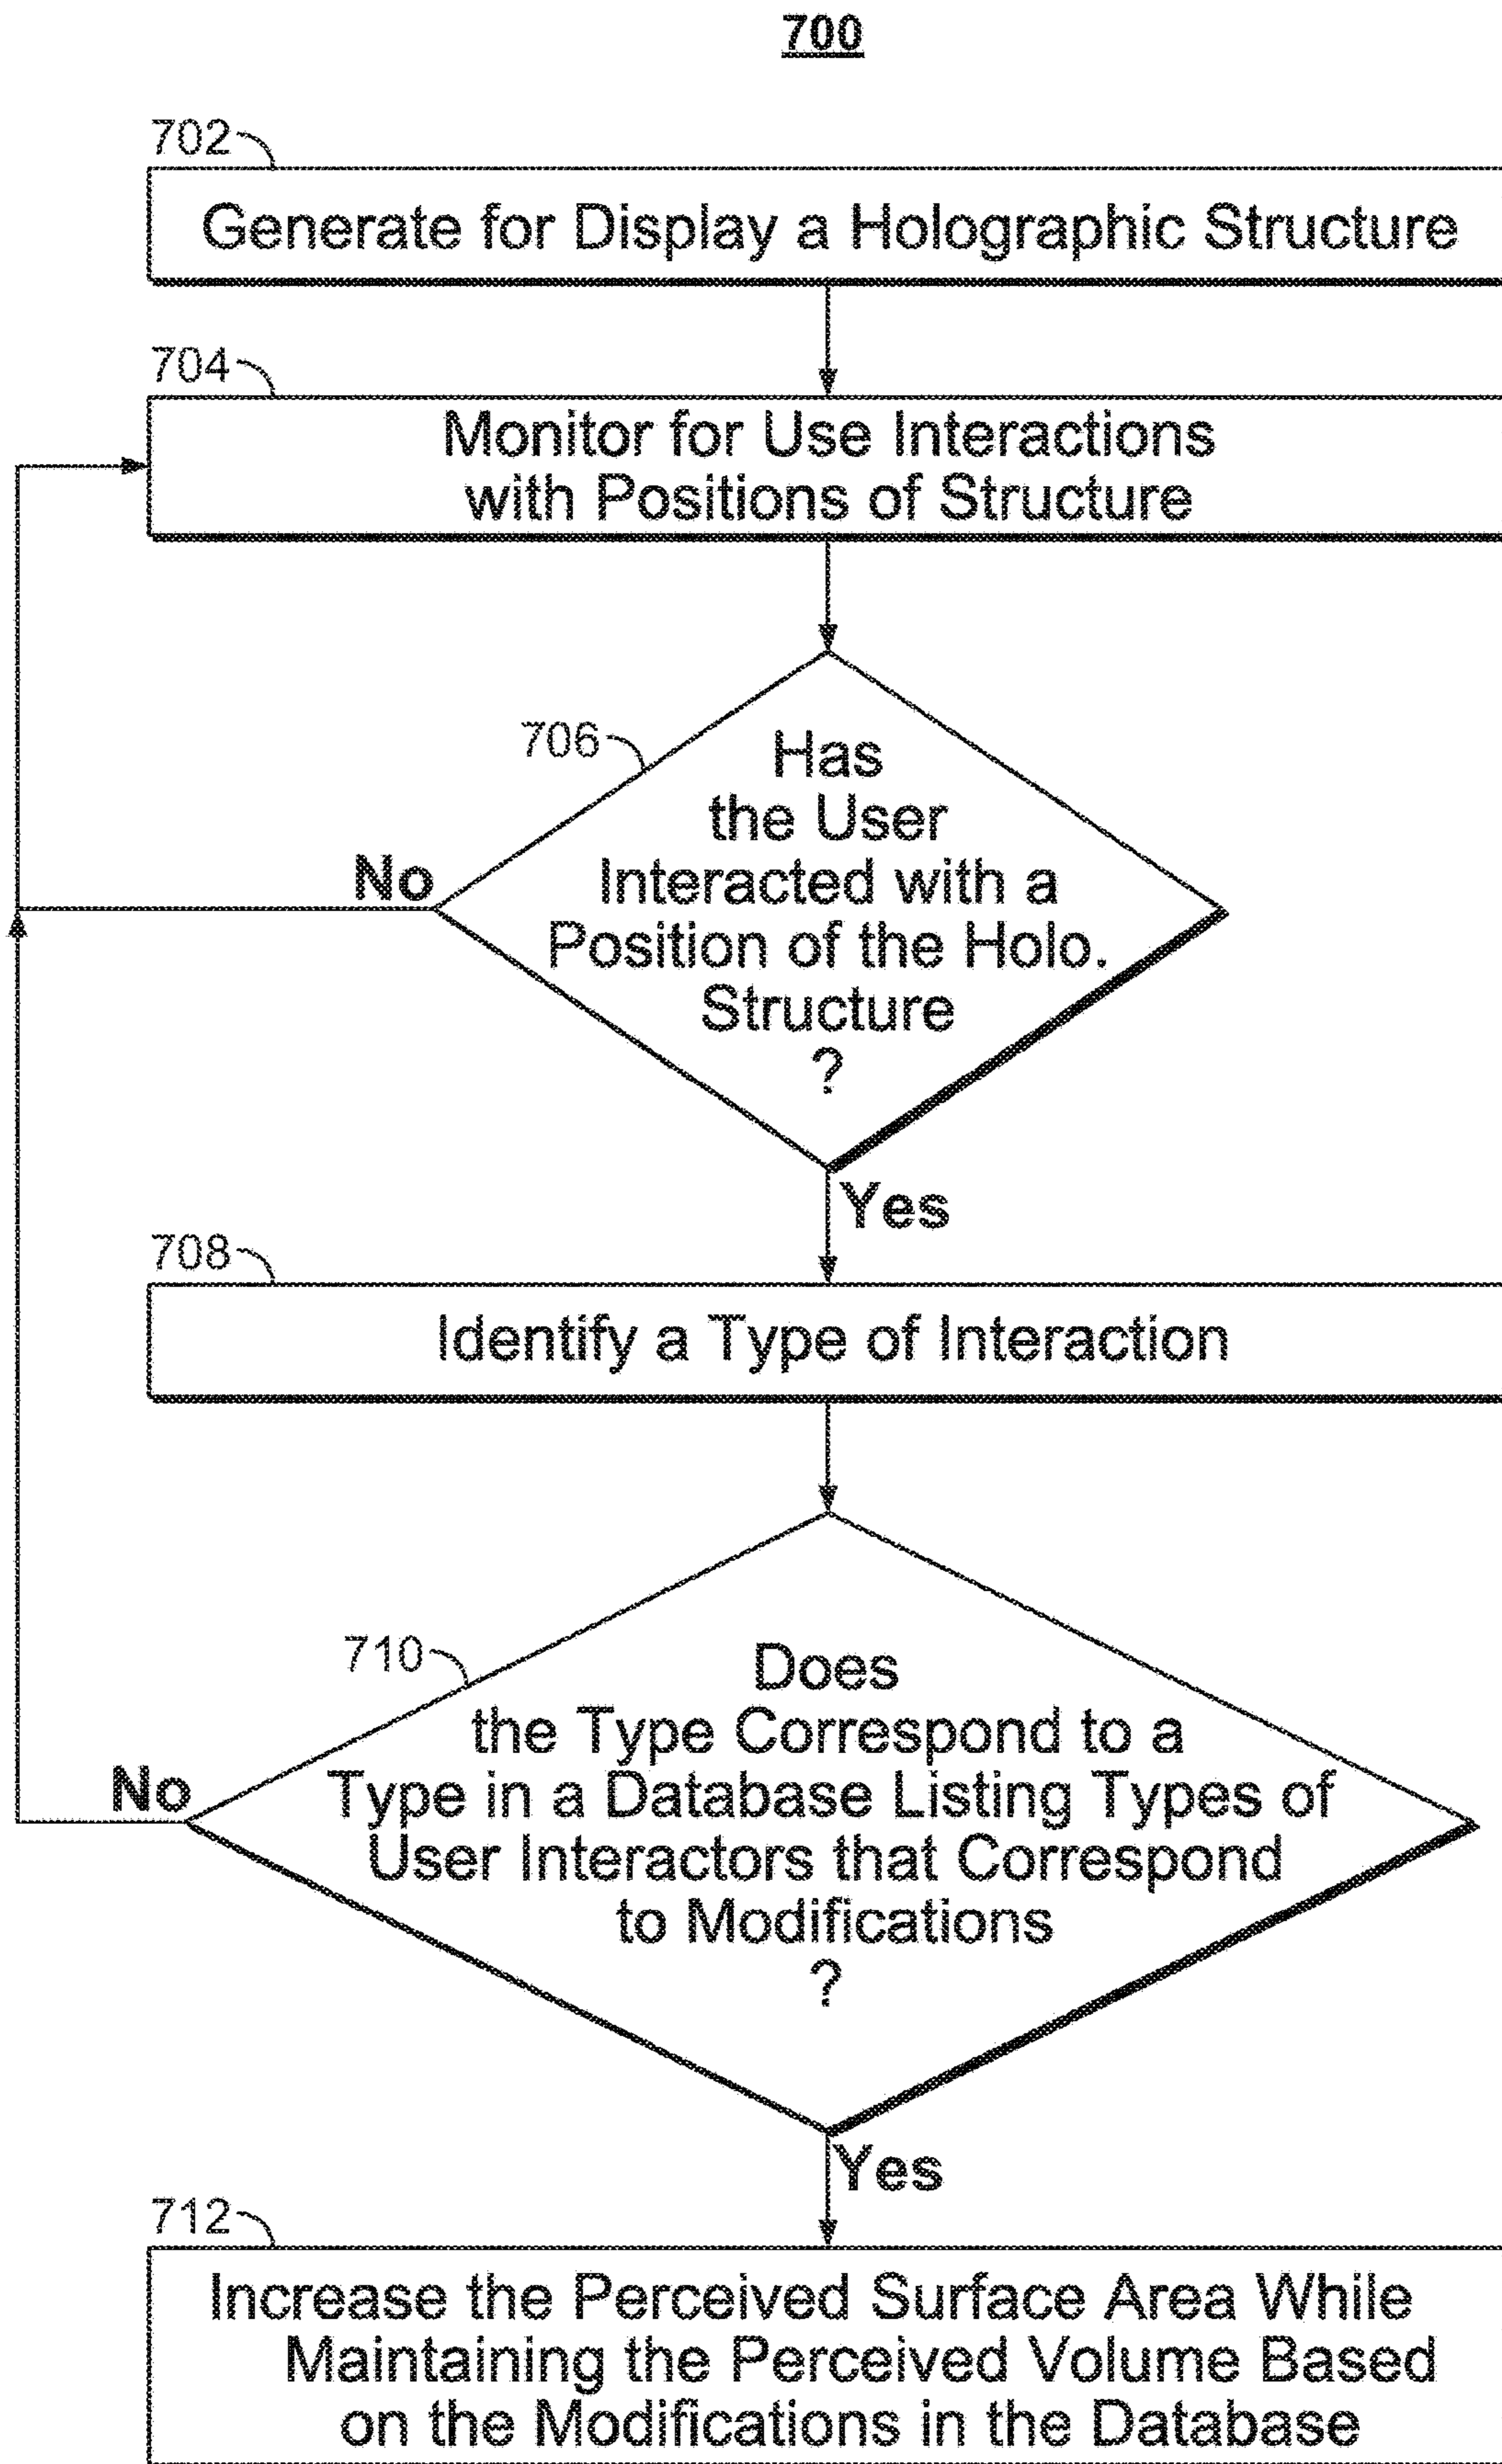 700
702
Generate for Display a Holographic Structure
704
Monitor for Use Interactions
with Positions of Structure
706
Has
the User
Interacted with a
Position of the Holo.
Structure
?
No
Yes
708
Identify a Type of Interaction
710
Does
the Type Correspond to a
Type in a Database Listing Types of
User Interactors that Correspond
to Modifications
?
No
Yes
712
Increase the Perceived Surface Area While
Maintaining the Perceived Volume Based
on the Modifications in the Database